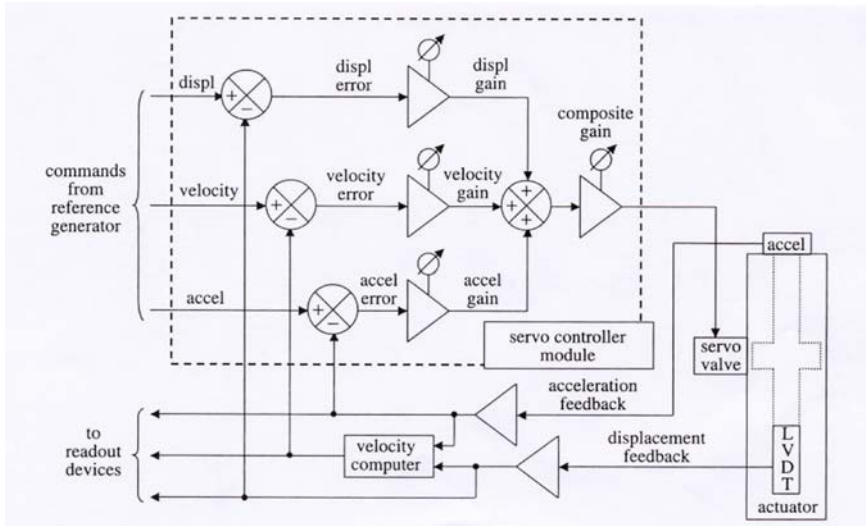 displ
displ
error
displ
gain
composite
gain
commands
from
reference
generator
velocity
velocity
error
velocity
gain
accel
accel
error
accel
gain
accel
servo controller
module
servo
valve
acceleration
feedback
to
readout
devices
velocity
computer
displacement
feedback
L
V
D
T
actuator